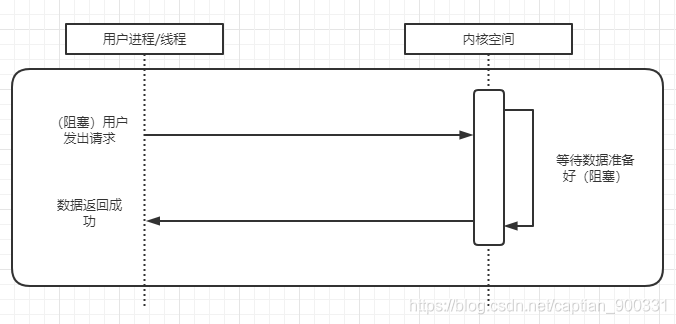 用户进程/线程
内核空间
（阻塞）用户
发出请求
等待数据准备
好（阻塞）
数据返回成
功
https://blog.csdn.net/captian_900331